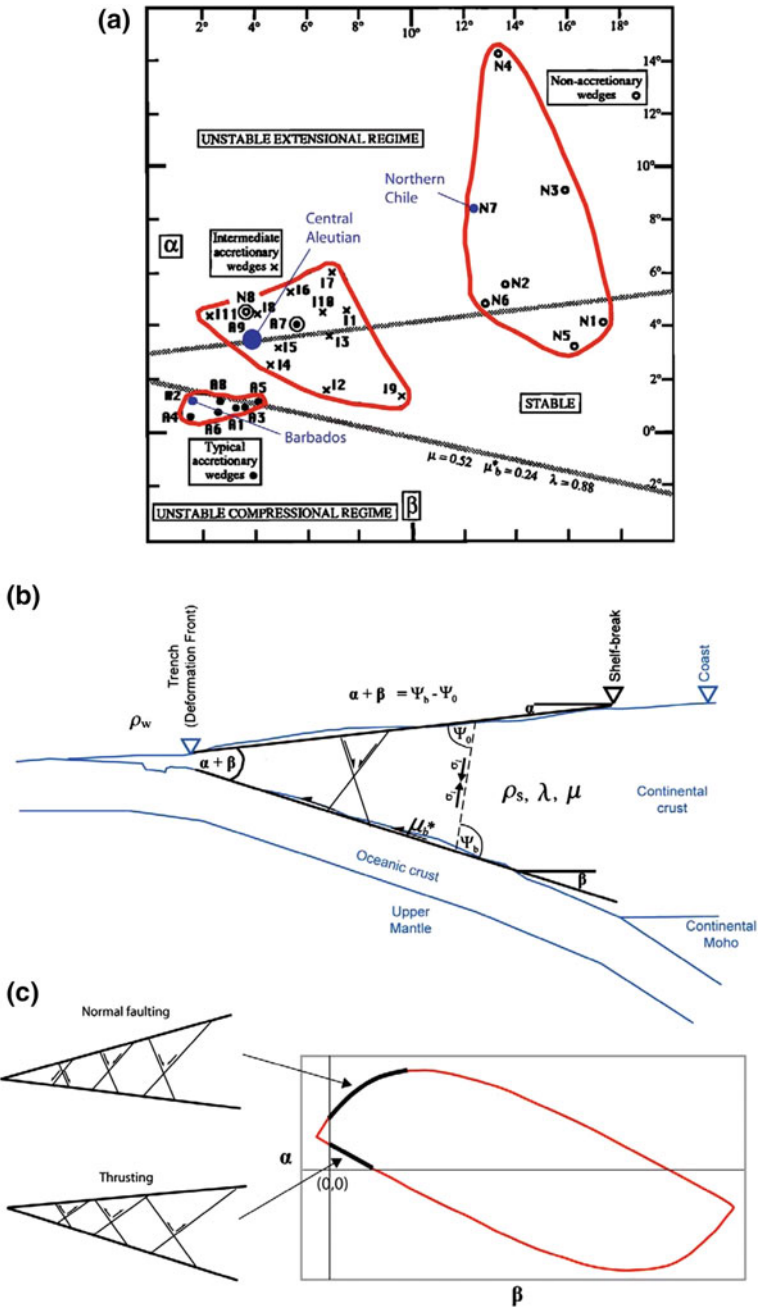 (a)
2° 4° 6° 8° 10° 12° 14° 16° 18°
14°
12°
10°
8°
6°
4°
2°
0°
2°
N4
Non-accretionary
wedges
UNSTABLE EXTENSIONAL REGIME
Northern
Chile
N3
N7
Central
Aleutian
α
Intermediate
accretionary
wedges ×
I7
I6
N2
N6
N8
I11
I8
I10
I1
A9
A7
I3
N1
N5
I5
I4
I2
I9
STABLE
A2
A8
A5
A4
A6
A1
A3
Barbados
Typical
accretionary
wedges
μ = 0.52 μ*b = 0.24 λ = 0.88
UNSTABLE COMPRESSIONAL REGIME
β
(b)
Trench
(Deformation Front)
Shelf-break
Coast
α + β = Ψb - Ψ0
α
ρw
Ψ0
α + β
σ1
σ1
ρs, λ, μ
Continental
crust
μb*
Ψb
β
Oceanic crust
Upper
Mantle
Continental
Moho
(c)
Normal faulting
Thrusting
α
(0,0)
β